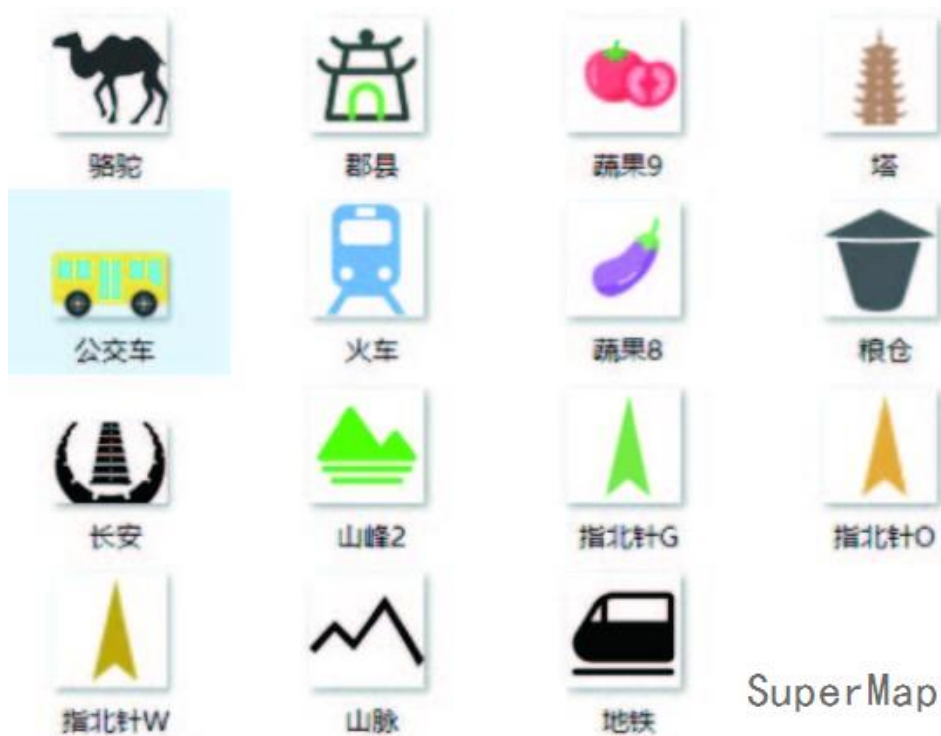 骆驼
郡县
蔬果9
塔
公交车
火车
蔬果8
粮仓
长安
山峰2
指北针G
指北针O
指北针W
山脉
地铁
SuperMap